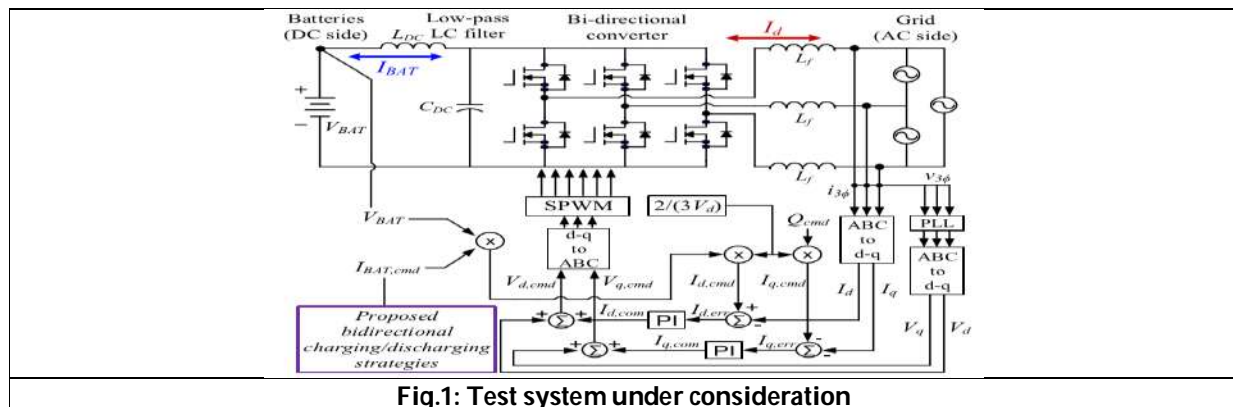 Batteries
(DC side)
L_DC
Low-pass
LC filter
Bi-directional
converter
I_d
Grid
(AC side)
I_BAT
L_f
C_DC
L_f
+
−
V_BAT
L_f
i_3ϕ
v_3ϕ
SPWM
2/(3V_d)
V_BAT
Q_cmd
ABC
to
d-q
PLL
d-q
to
ABC
×
×
×
ABC
to
d-q
I_BAT,cmd
V_d,cmd
V_q,cmd
I_d,cmd
I_q,cmd
I_d
I_q
Proposed
bidirectional
charging/discharging
strategies
+
Σ
+
I_d,com
PI
I_d,err
+
Σ
-
V_q
V_d
+
Σ
+
I_q,com
PI
I_q,err
-
Σ
-
Fig.1: Test system under consideration